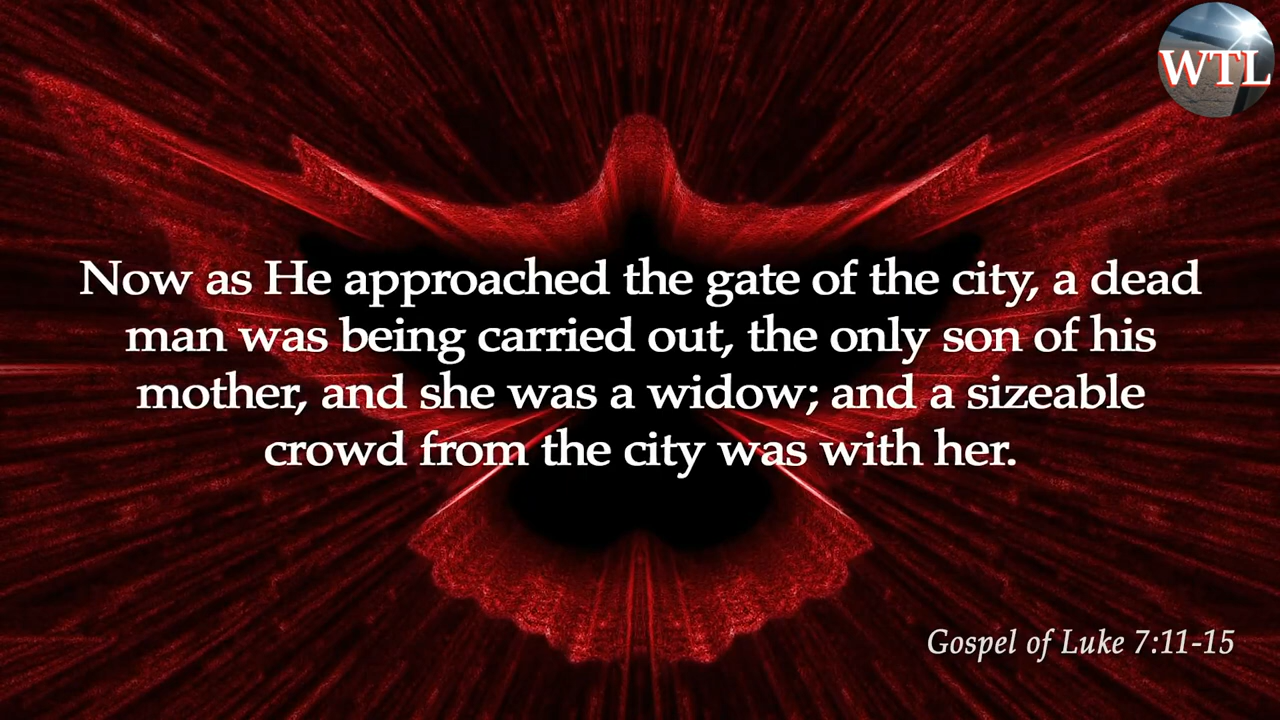 WTL
Now as He approached the gate of the city, a dead
man was being carried out, the only son of his
mother, and she was a widow; and a sizeable
crowd from the city was with her.
Gospel of Luke 7:11-15